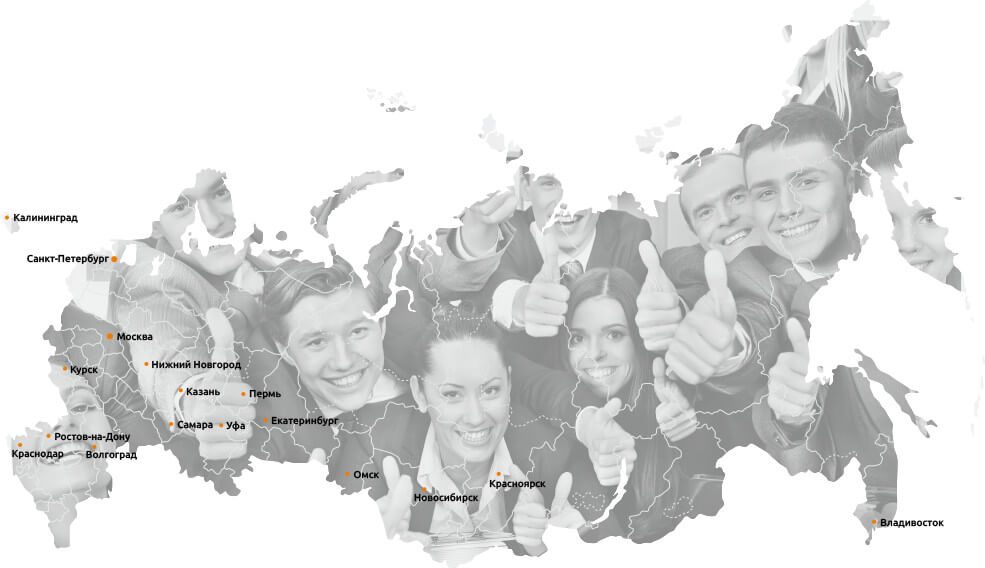 Калининград
Санкт-Петербург
Москва
Нижний Новгород
Курск
Казань
Пермь
Екатеринбург
Самара
Уфа
Ростов-на-Дону
Краснодар
Волгоград
Омск
Красноярск
Новосибирск
Владивосток